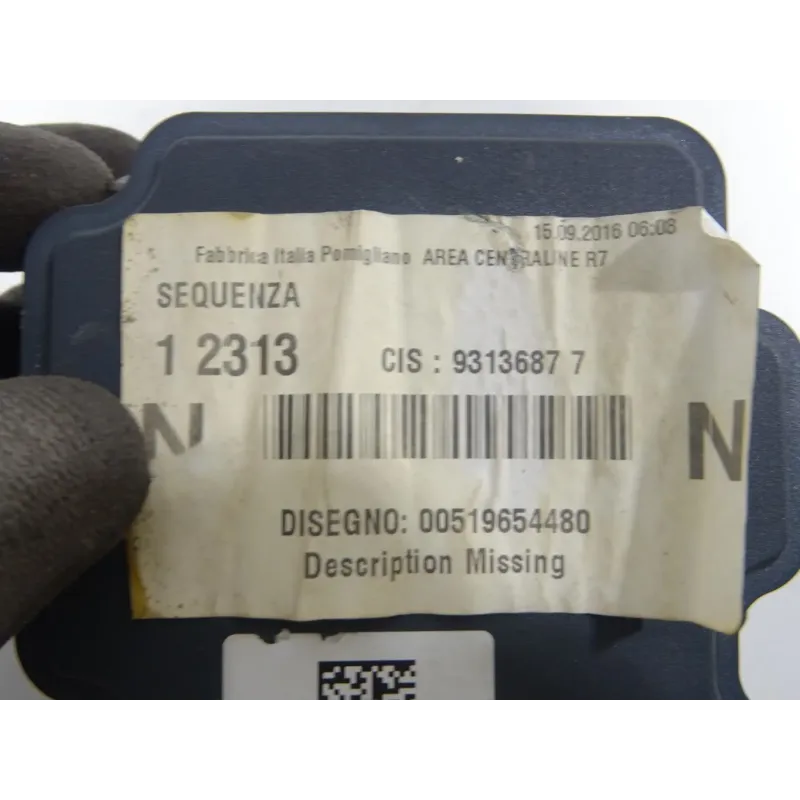 15.09.2016 06:08
Fabbrica Italia Pomigliano AREA CENTRALINE R7
SEQUENZA
1 2313 CIS : 9313687 7
N N
DISEGNO: 00519654480
Description Missing